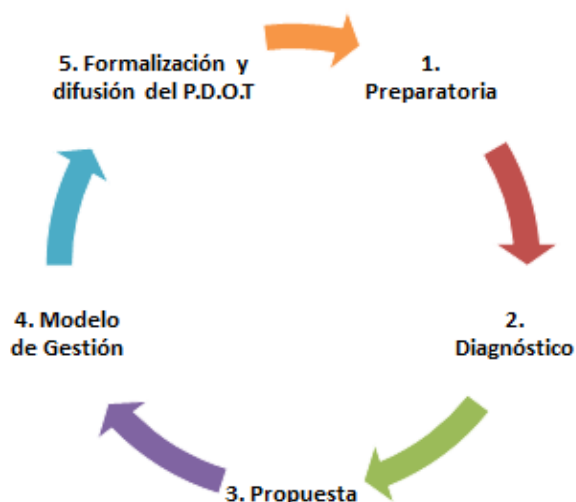 1.
Preparatoria
2.
Diagnóstico
3. Propuesta
4. Modelo
de Gestión
5. Formalización y
difusión del P.D.O.T